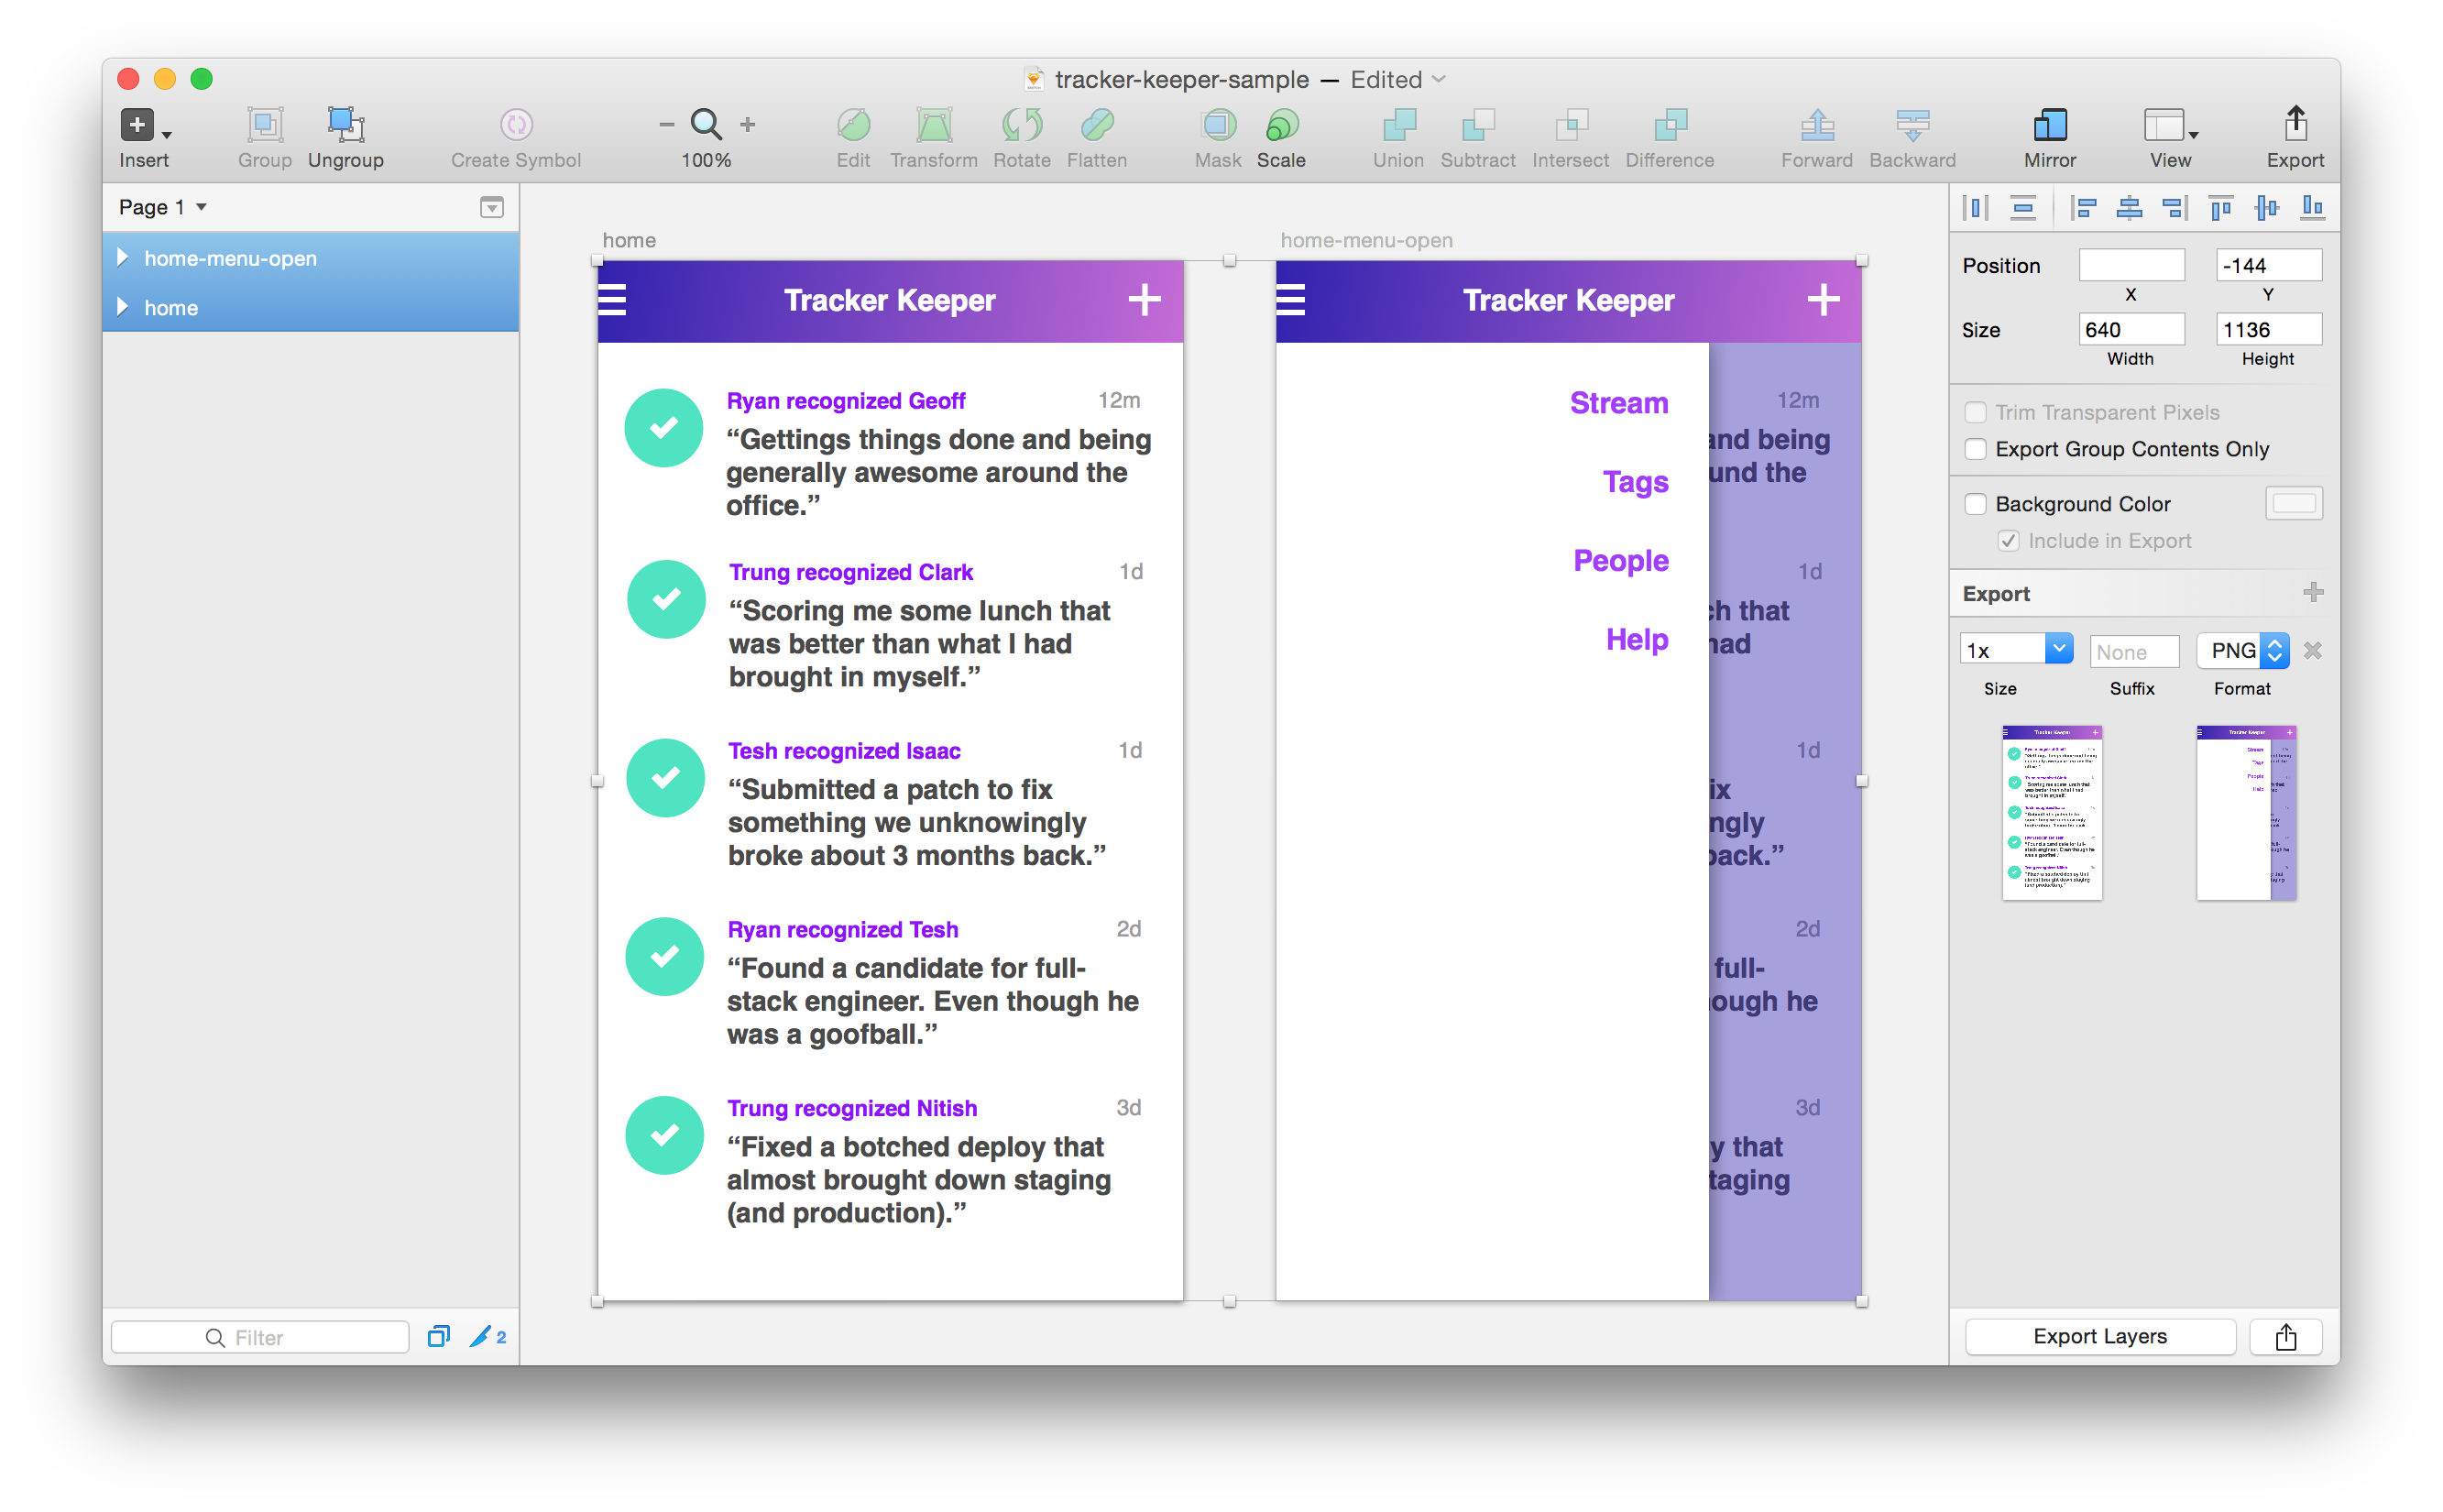 tracker-keeper-sample — Edited
Insert
Group
Ungroup
Create Symbol
100%
Edit
Transform
Rotate
Flatten
Mask
Scale
Union
Subtract
Intersect
Difference
Forward
Backward
Mirror
View
Export
Page 1
home-menu-open
home
Filter
2
home
Tracker Keeper
Ryan recognized Geoff 12m
“Gettings things done and being
generally awesome around the
office.”
Trung recognized Clark 1d
“Scoring me some lunch that
was better than what I had
brought in myself.”
Tesh recognized Isaac 1d
“Submitted a patch to fix
something we unknowingly
broke about 3 months back.”
Ryan recognized Tesh 2d
“Found a candidate for full-
stack engineer. Even though he
was a goofball.”
Trung recognized Nitish 3d
“Fixed a botched deploy that
almost brought down staging
(and production).”
home-menu-open
Tracker Keeper
Stream
Tags
People
Help
12m
and being
und the
1d
ch that
had
1d
ix
ngly
back.”
2d
full-
ough he
3d
y that
taging
Position
-144
X
Y
Size
640
1136
Width
Height
Trim Transparent Pixels
Export Group Contents Only
Background Color
Include in Export
Export
1x
None
PNG
Size
Suffix
Format
Export Layers